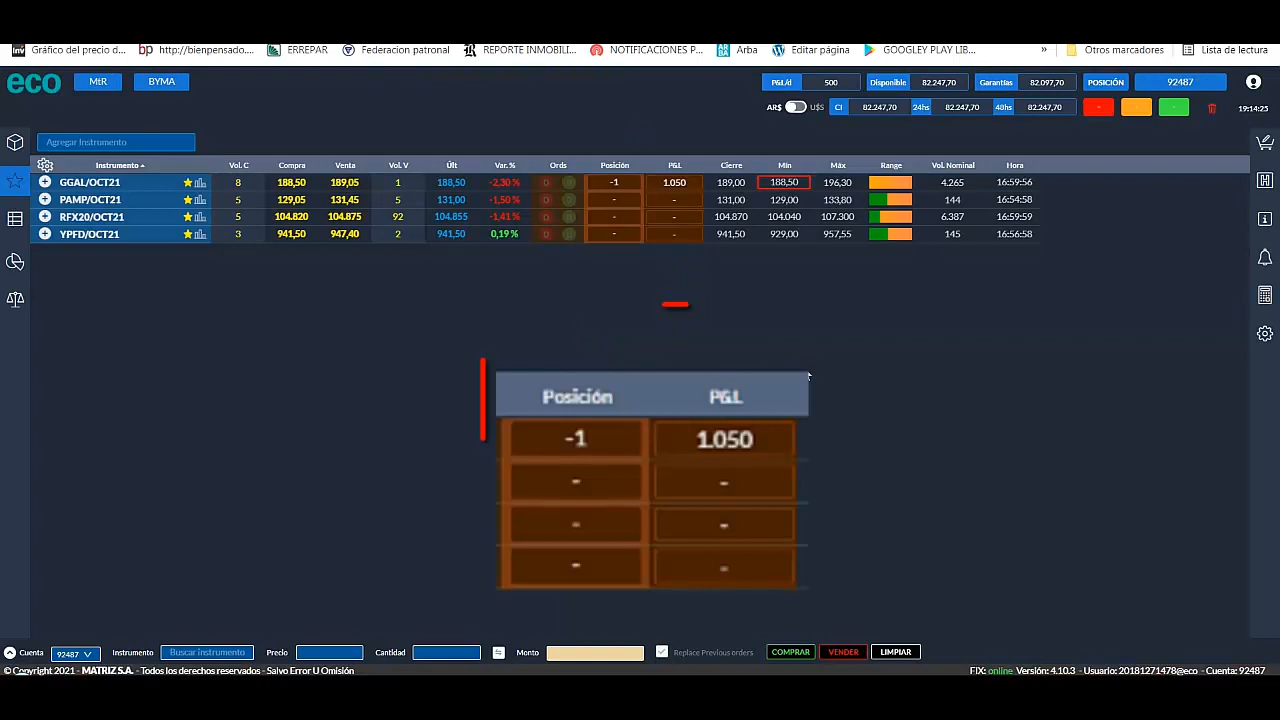 Gráfico del precio d...
bp http://bienpensado....
ERREPAR
Federacion patronal
REPORTE INMOBILI...
NOTIFICACIONES P...
Arba
Editar página
GOOGLEY PLAY LIB...
»
Otros marcadores
Lista de lectura
eco MtR BYMA
P&L/d 500 Disponible 82.247,70 Garantías 82.097,70 POSICIÓN 92487
AR$ U$S CI 82.247,70 24hs 82.247,70 48hs 82.247,70 - - - 19:14:25
Agregar Instrumento
Instrumento Vol. C Compra Venta Vol. V Últ Var. % Ords Posición P&L Cierre Mín Máx Range Vol. Nominal Hora
GGAL/OCT21 8 188,50 189,05 1 188,50 -2,30 % -1 1.050 189,00 188,50 196,30 4.265 16:59:56
PAMP/OCT21 5 129,05 131,45 5 131,00 -1,50 % - - 131,00 129,00 133,80 144 16:54:58
RFX20/OCT21 5 104.820 104.875 92 104.855 -1,41 % - - 104.870 104.040 107.300 6.387 16:59:59
YPFD/OCT21 3 941,50 947,40 2 941,50 0,19 % - - 941,50 929,00 957,55 145 16:56:58
Posición P&L
-1 1.050
- -
- -
- -
Cuenta 92487 Instrumento Buscar instrumento Precio Cantidad Monto Replace Previous orders COMPRAR VENDER LIMPIAR
© Copyright 2021 - MATRIZ S.A. - Todos los derechos reservados - Salvo Error U Omisión
FIX: online Versión: 4.10.3 - Usuario: 20181271478@eco - Cuenta: 92487